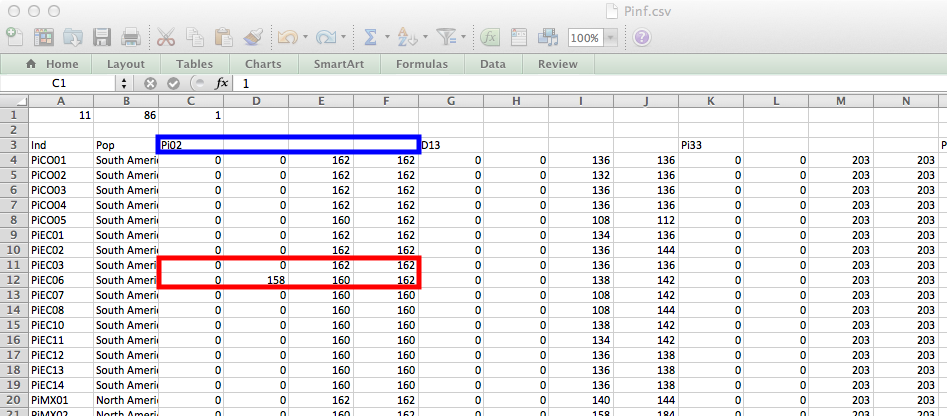 Pinf.csv
100%
Home Layout Tables Charts SmartArt Formulas Data Review
C1 fx 1
A B C D E F G H I J K L M N
1 11 86 1
2
3 Ind Pop Pi02 D13 Pi33 P
4 PiCO01 South Ameri 0 0 162 162 0 0 136 136 0 0 203 203
5 PiCO02 South Ameri 0 0 162 162 0 0 132 136 0 0 203 203
6 PiCO03 South Ameri 0 0 162 162 0 0 136 136 0 0 203 203
7 PiCO04 South Ameri 0 0 162 162 0 0 136 136 0 0 203 203
8 PiCO05 South Ameri 0 0 160 162 0 0 108 112 0 0 203 203
9 PiEC01 South Ameri 0 0 162 162 0 0 134 136 0 0 203 203
10 PiEC02 South Ameri 0 0 162 162 0 0 136 144 0 0 203 203
11 PiEC03 South Ameri 0 0 162 162 0 0 136 136 0 0 203 203
12 PiEC06 South Ameri 0 158 160 162 0 0 138 142 0 0 203 203
13 PiEC07 South Ameri 0 0 160 160 0 0 108 142 0 0 203 203
14 PiEC08 South Ameri 0 0 160 160 0 0 108 144 0 0 203 203
15 PiEC10 South Ameri 0 0 160 160 0 0 138 142 0 0 203 203
16 PiEC11 South Ameri 0 0 160 160 0 0 134 142 0 0 203 203
17 PiEC12 South Ameri 0 0 160 160 0 0 136 138 0 0 203 203
18 PiEC13 South Ameri 0 0 160 160 0 0 136 138 0 0 203 203
19 PiEC14 South Ameri 0 0 160 160 0 0 136 138 0 0 203 203
20 PiMX01 North Ameri 0 0 162 162 0 0 140 144 0 0 203 203
21 PiMX02 North Ameri 0 0 160 162 0 0 158 184 0 0 203 203